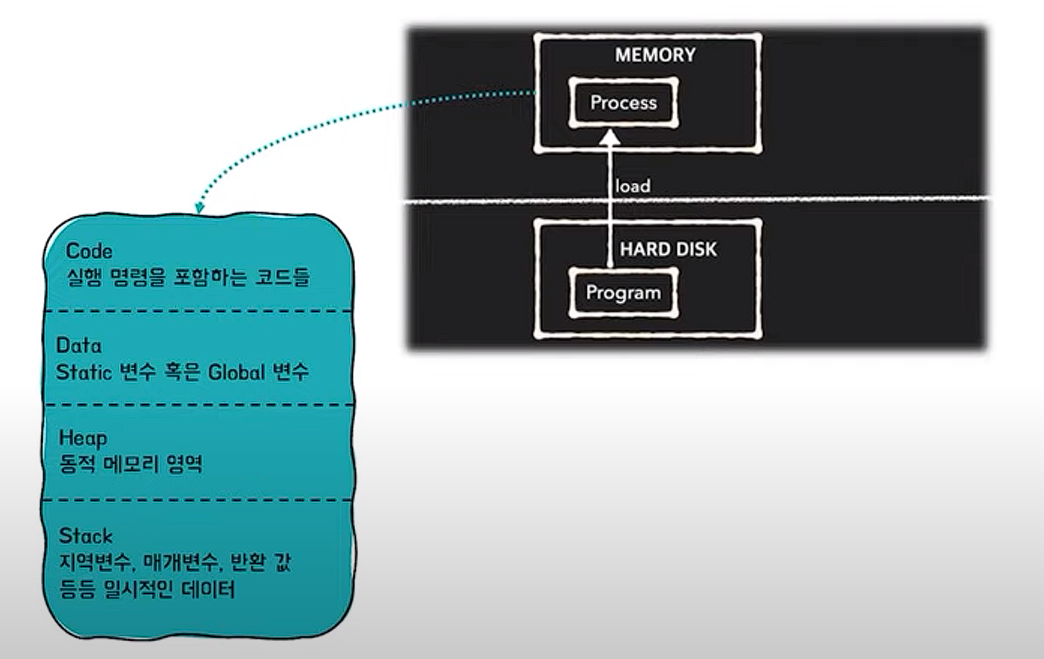 MEMORY
Process
load
HARD DISK
Program
Code
실행 명령을 포함하는 코드들
Data
Static 변수 혹은 Global 변수
Heap
동적 메모리 영역
Stack
지역변수, 매개변수, 반환 값
등등 일시적인 데이터